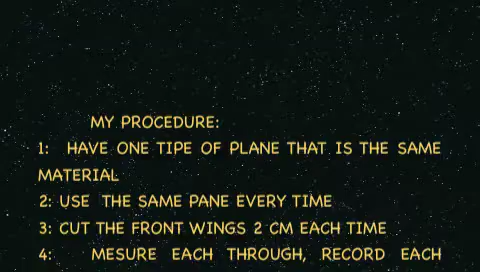 MY PROCEDURE:
1: HAVE ONE TIPE OF PLANE THAT IS THE SAME
MATERIAL
2: USE THE SAME PANE EVERY TIME
3: CUT THE FRONT WINGS 2 CM EACH TIME
4: MESURE EACH THROUGH, RECORD EACH